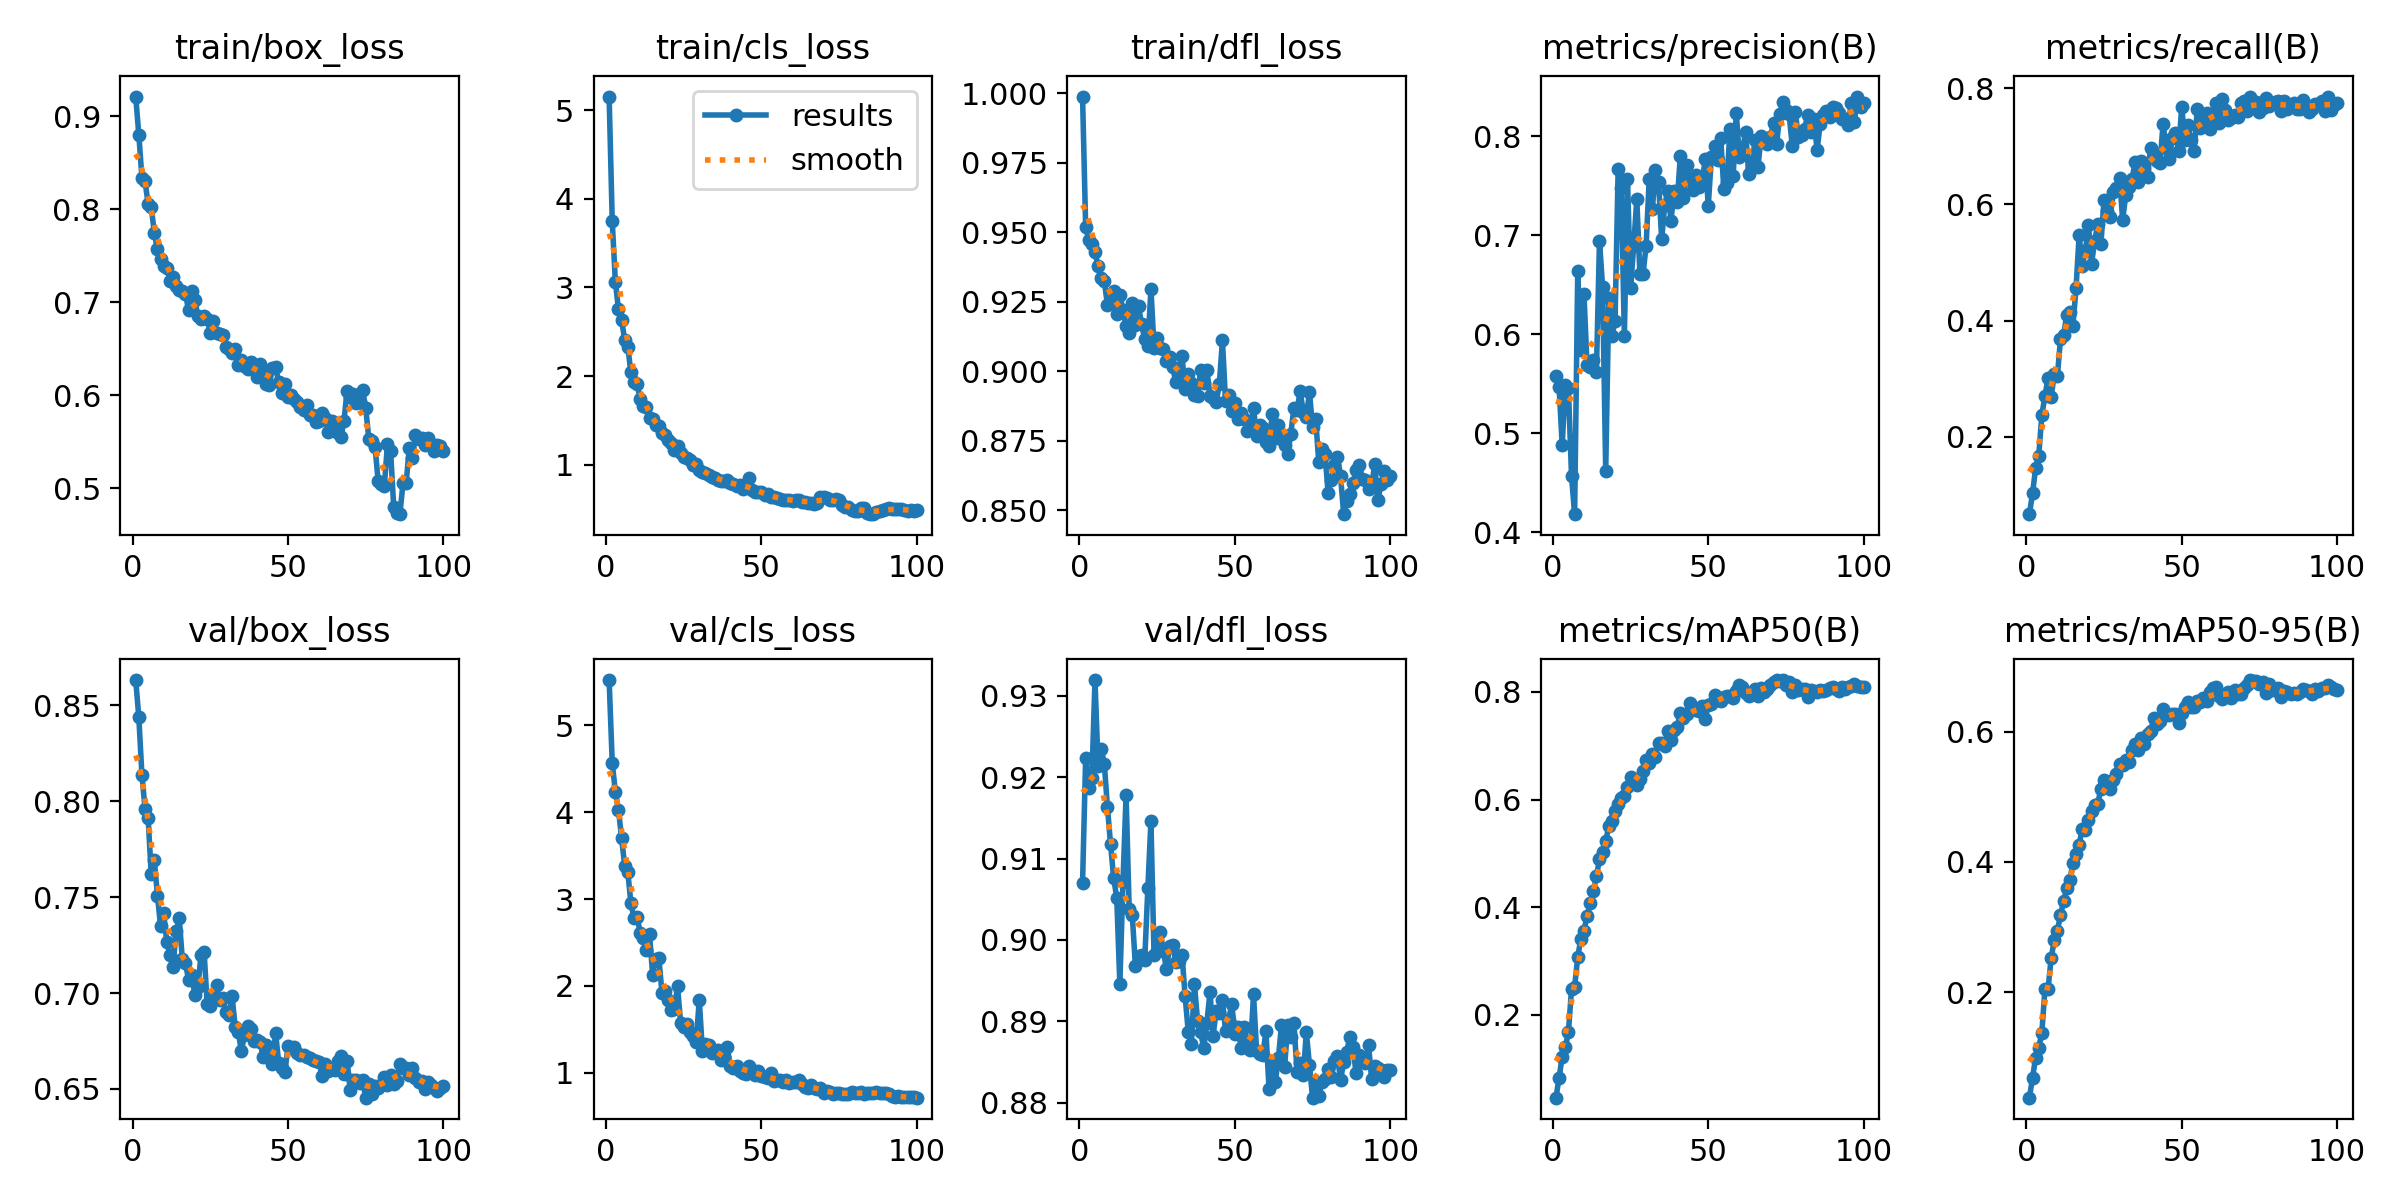 train/box_loss
0.9
0.8
0.7
0.6
0.5
0 50 100
train/cls_loss
results
smooth
5
4
3
2
1
0 50 100
train/dfl_loss
1.000
0.975
0.950
0.925
0.900
0.875
0.850
0 50 100
metrics/precision(B)
0.8
0.7
0.6
0.5
0.4
0 50 100
metrics/recall(B)
0.8
0.6
0.4
0.2
0 50 100
val/box_loss
0.85
0.80
0.75
0.70
0.65
0 50 100
val/cls_loss
5
4
3
2
1
0 50 100
val/dfl_loss
0.93
0.92
0.91
0.90
0.89
0.88
0 50 100
metrics/mAP50(B)
0.8
0.6
0.4
0.2
0 50 100
metrics/mAP50-95(B)
0.6
0.4
0.2
0 50 100